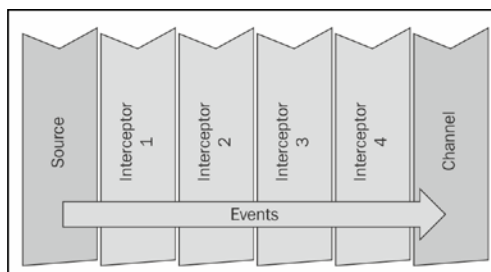 Source
Interceptor
1
Interceptor
2
Interceptor
3
Interceptor
4
Channel
Events